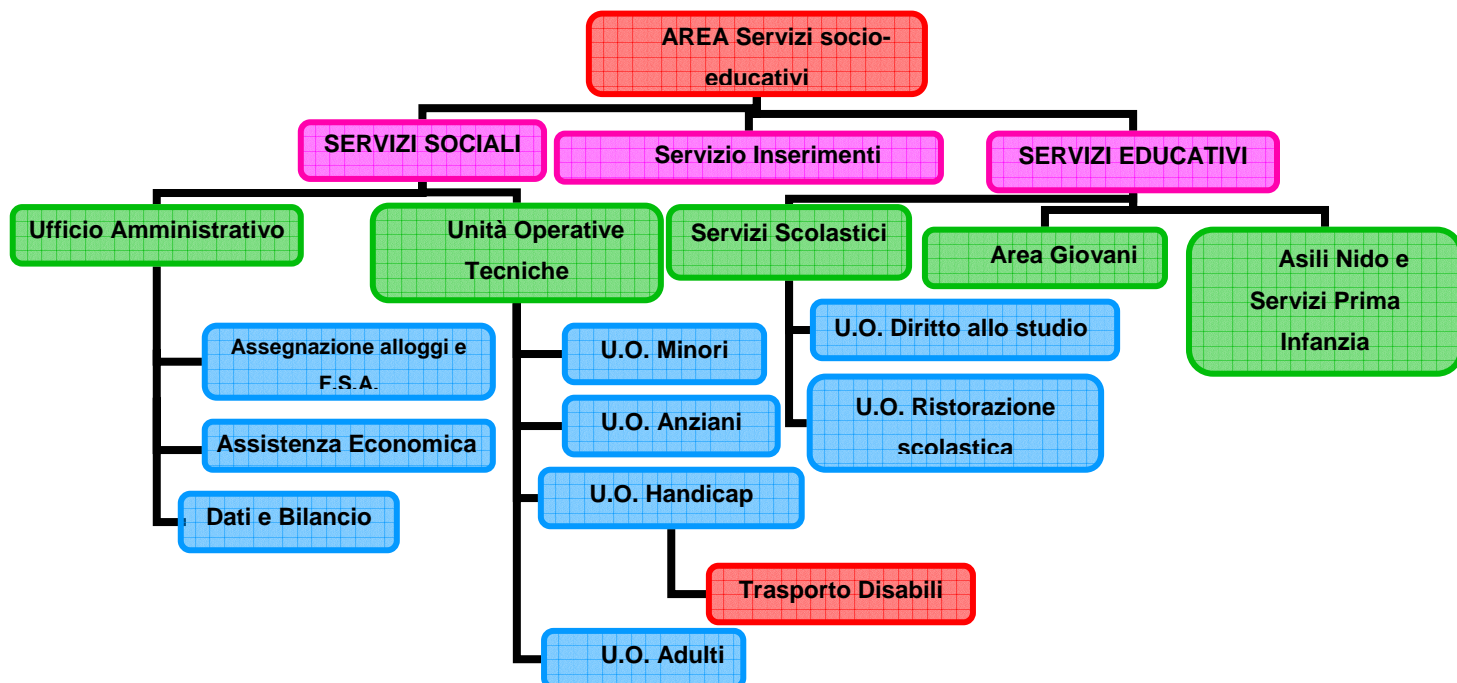 AREA Servizi socio-
educativi
SERVIZI SOCIALI
Servizio Inserimenti
SERVIZI EDUCATIVI
Ufficio Amministrativo
Unità Operative
Tecniche
Servizi Scolastici
Area Giovani
Asili Nido e
Servizi Prima
Infanzia
Assegnazione alloggi e
F.S.A.
Assistenza Economica
Dati e Bilancio
U.O. Minori
U.O. Anziani
U.O. Handicap
Trasporto Disabili
U.O. Adulti
U.O. Diritto allo studio
U.O. Ristorazione
scolastica